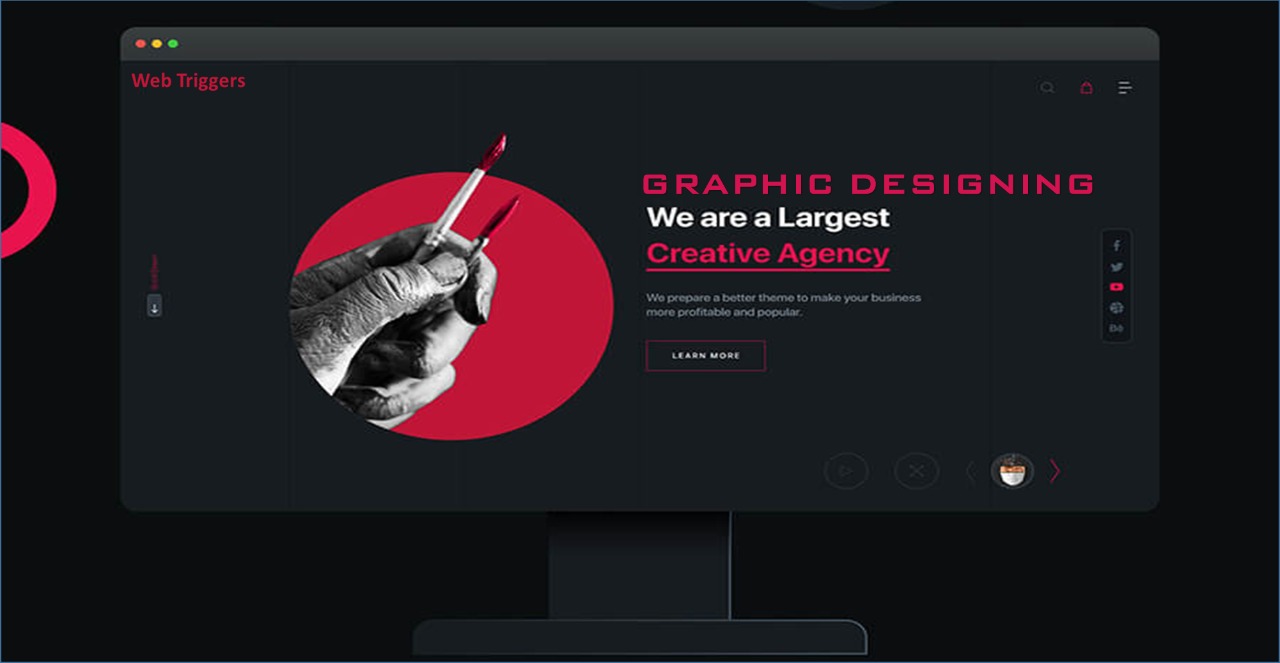 Web Triggers
GRAPHIC DESIGNING
We are a Largest
Creative Agency
We prepare a better theme to make your business
more profitable and popular.
LEARN MORE
Bē